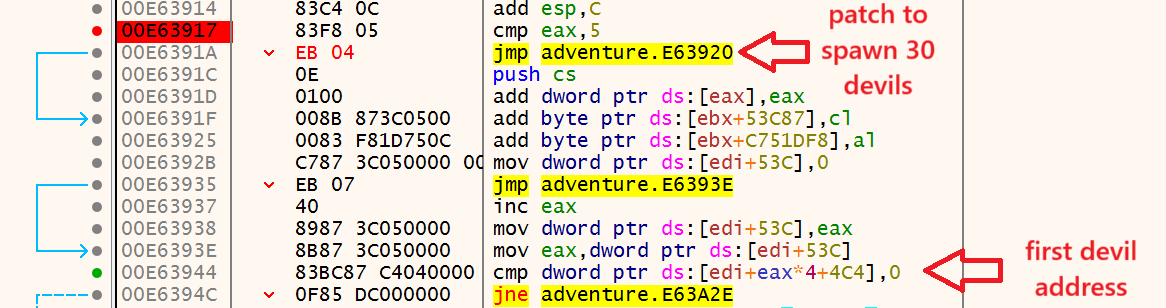 00E63914 83C4 0C add esp,C
00E63917 83F8 05 cmp eax,5
00E6391A EB 04 jmp adventure.E63920
00E6391C 0E push cs
00E6391D 0100 add dword ptr ds:[eax],eax
00E6391F 008B 873C0500 add byte ptr ds:[ebx+53C87],cl
00E63925 0083 F81D750C add byte ptr ds:[ebx+C751DF8],al
00E6392B C787 3C050000 00 mov dword ptr ds:[edi+53C],0
00E63935 EB 07 jmp adventure.E6393E
00E63937 40 inc eax
00E63938 8987 3C050000 mov dword ptr ds:[edi+53C],eax
00E6393E 8B87 3C050000 mov eax,dword ptr ds:[edi+53C]
00E63944 83BC87 C4040000 cmp dword ptr ds:[edi+eax*4+4C4],0
00E6394C 0F85 DC000000 jne adventure.E63A2E
patch to
spawn 30
devils
first devil
address